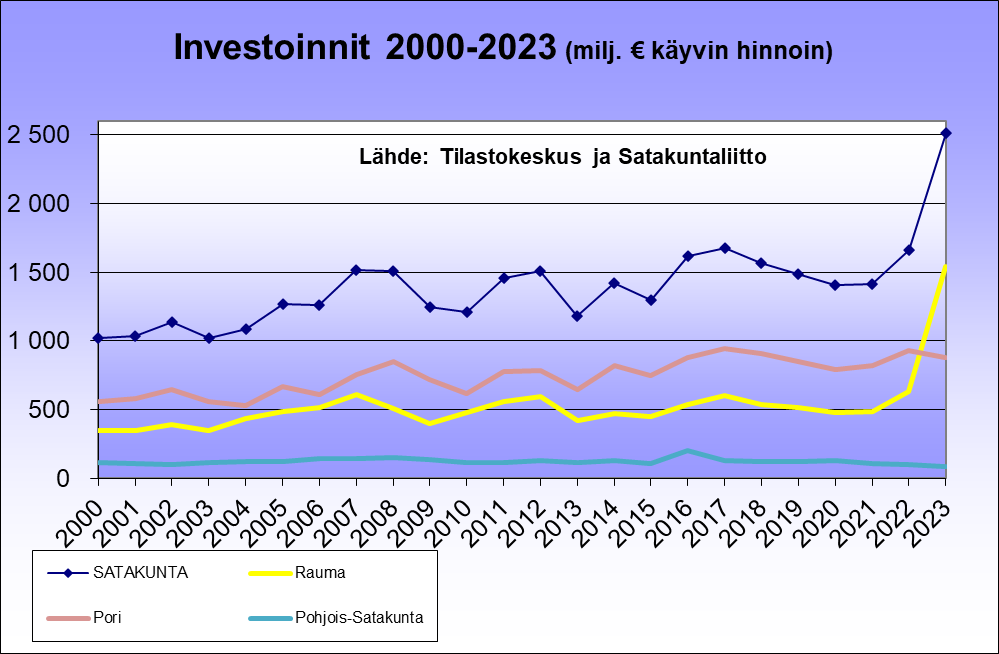 Investoinnit 2000-2023 (milj. € käyvin hinnoin)
Lähde: Tilastokeskus ja Satakuntaliitto
2 500
2 000
1 500
1 000
500
0
2000 2001 2002 2003 2004 2005 2006 2007 2008 2009 2010 2011 2012 2013 2014 2015 2016 2017 2018 2019 2020 2021 2022 2023
SATAKUNTA Rauma
Pori Pohjois-Satakunta